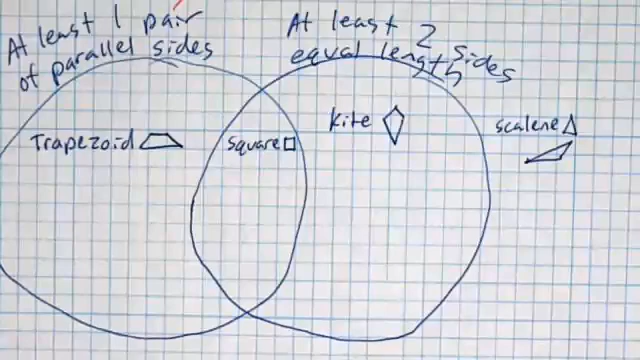 At least 1 pair
of parallel sides
At least 2 sides
equal length
Trapezoid
square
kite
scalene